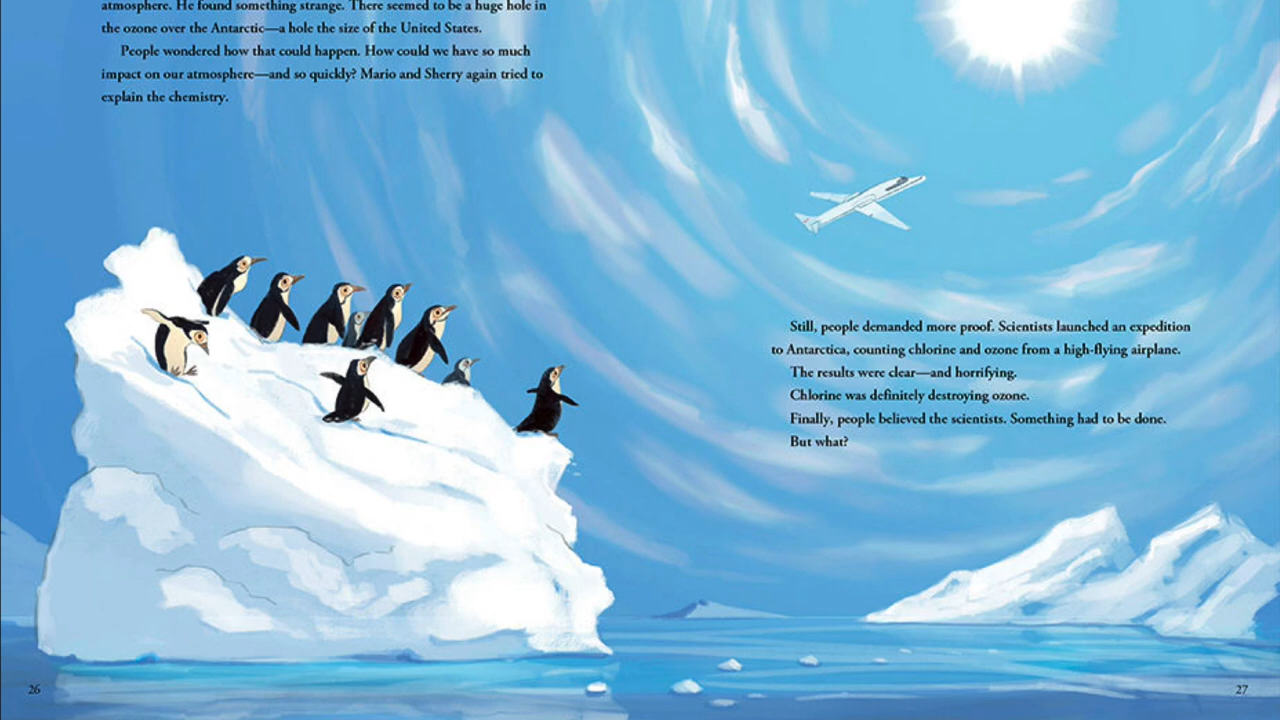 atmosphere. He found something strange. There seemed to be a huge hole in
the ozone over the Antarctic—a hole the size of the United States.
People wondered how that could happen. How could we have so much
impact on our atmosphere—and so quickly? Mario and Sherry again tried to
explain the chemistry.
Still, people demanded more proof. Scientists launched an expedition
to Antarctica, counting chlorine and ozone from a high-flying airplane.
The results were clear—and horrifying.
Chlorine was definitely destroying ozone.
Finally, people believed the scientists. Something had to be done.
But what?
26
27